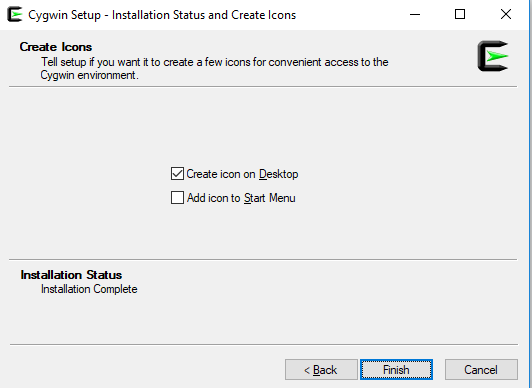 Cygwin Setup - Installation Status and Create Icons
Create Icons
Tell setup if you want it to create a few icons for convenient access to the
Cygwin environment.
Create icon on Desktop
Add icon to Start Menu
Installation Status
Installation Complete
< Back
Finish
Cancel